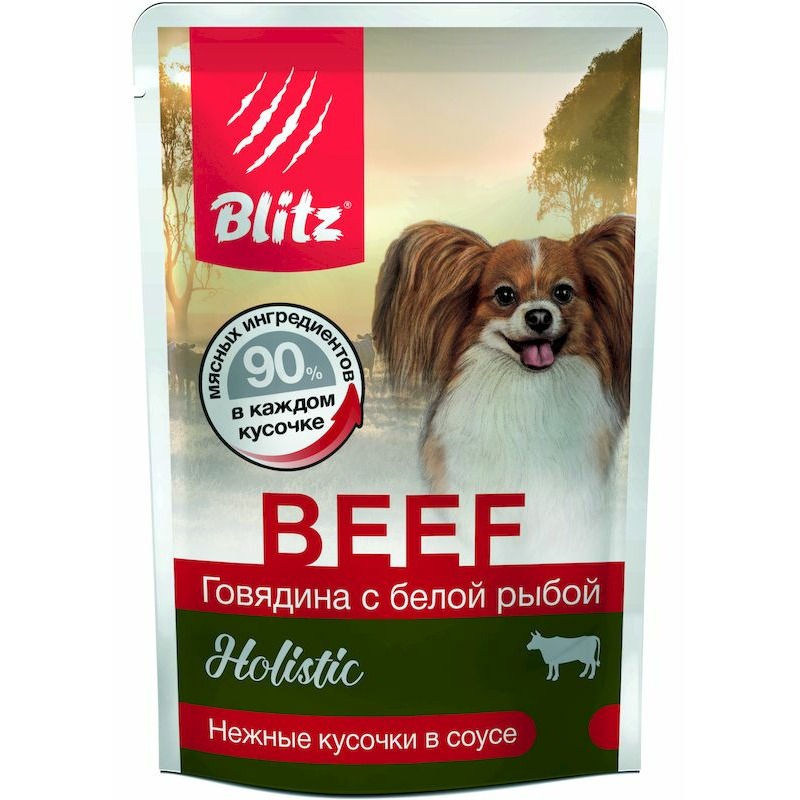 Blitz®
мясных ингредиентов
90%
в каждом
кусочке
BEEF
Говядина с белой рыбой
Holistic
Нежные кусочки в соусе